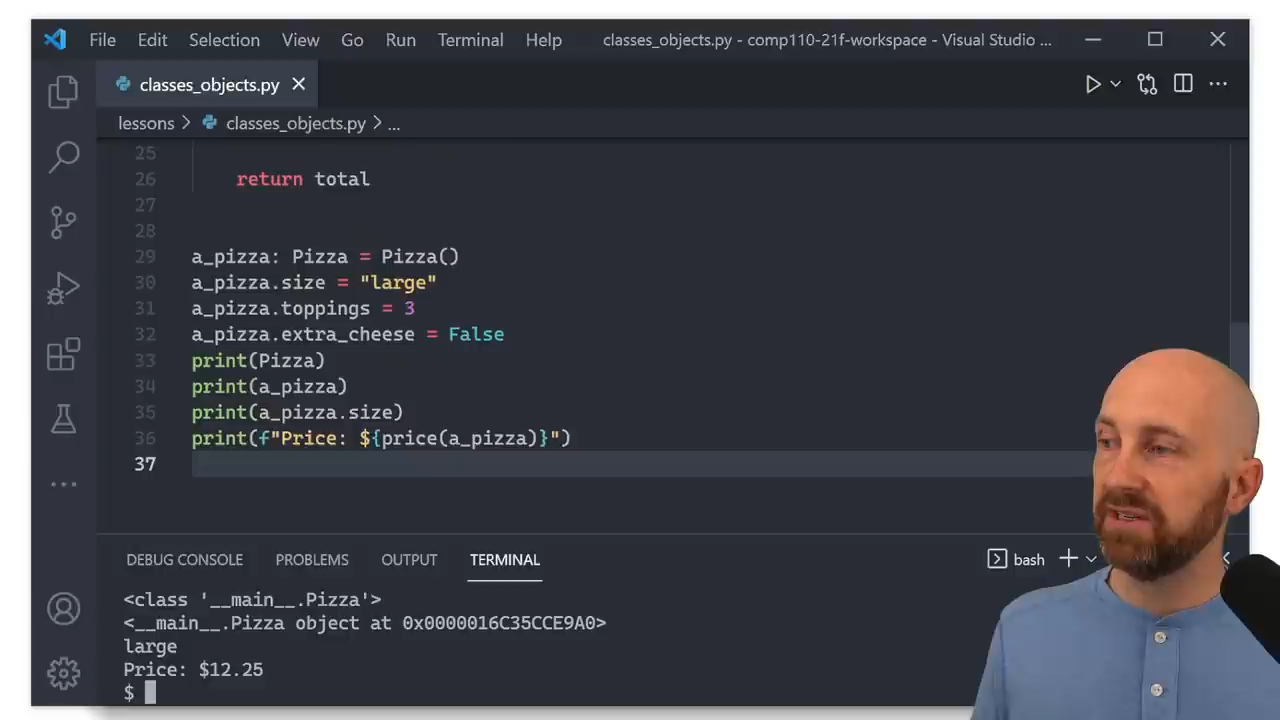 File Edit Selection View Go Run Terminal Help classes_objects.py - comp110-21f-workspace - Visual Studio ...
classes_objects.py
lessons > classes_objects.py > ...
25
26 return total
27
28
29 a_pizza: Pizza = Pizza()
30 a_pizza.size = "large"
31 a_pizza.toppings = 3
32 a_pizza.extra_cheese = False
33 print(Pizza)
34 print(a_pizza)
35 print(a_pizza.size)
36 print(f"Price: ${price(a_pizza)}")
37
DEBUG CONSOLE PROBLEMS OUTPUT TERMINAL bash
<class '__main__.Pizza'>
<__main__.Pizza object at 0x0000016C35CCE9A0>
large
Price: $12.25
$